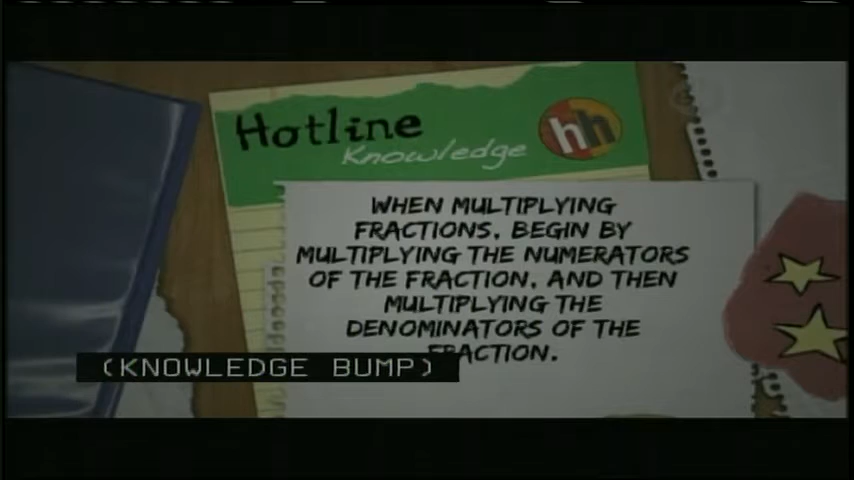 Hotline
Knowledge
hh
WHEN MULTIPLYING
FRACTIONS, BEGIN BY
MULTIPLYING THE NUMERATORS
OF THE FRACTION, AND THEN
MULTIPLYING THE
DENOMINATORS OF THE
FRACTION.
(KNOWLEDGE BUMP)